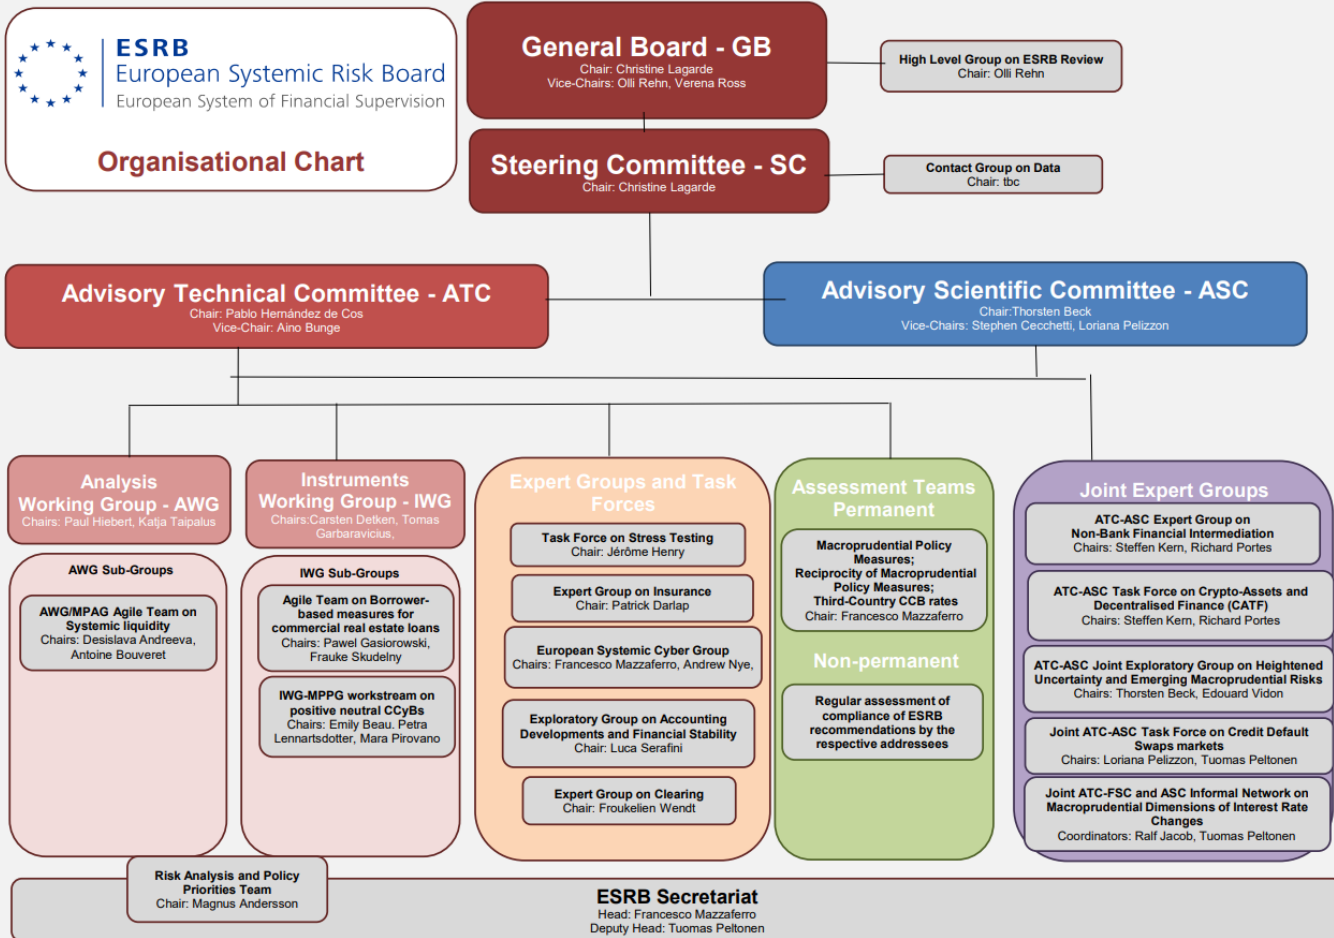 ESRB
European Systemic Risk Board
European System of Financial Supervision
Organisational Chart
General Board - GB
Chair: Christine Lagarde
Vice-Chairs: Olli Rehn, Verena Ross
High Level Group on ESRB Review
Chair: Olli Rehn
Steering Committee - SC
Chair: Christine Lagarde
Contact Group on Data
Chair: tbc
Advisory Technical Committee - ATC
Chair: Pablo Hernández de Cos
Vice-Chair: Aino Bunge
Advisory Scientific Committee - ASC
Chair:Thorsten Beck
Vice-Chairs: Stephen Cecchetti, Loriana Pelizzon
Analysis
Working Group - AWG
Chairs: Paul Hiebert, Katja Taipalus
AWG Sub-Groups
AWG/MPAG Agile Team on
Systemic liquidity
Chairs: Desislava Andreeva,
Antoine Bouveret
Instruments
Working Group - IWG
Chairs:Carsten Detken, Tomas
Garbaravicius,
IWG Sub-Groups
Agile Team on Borrower-
based measures for
commercial real estate loans
Chairs: Pawel Gasiorowski,
Frauke Skudelny
IWG-MPPG workstream on
positive neutral CCyBs
Chairs: Emily Beau. Petra
Lennartsdotter, Mara Pirovano
Expert Groups and Task
Forces
Task Force on Stress Testing
Chair: Jérôme Henry
Expert Group on Insurance
Chair: Patrick Darlap
European Systemic Cyber Group
Chairs: Francesco Mazzaferro, Andrew Nye,
Exploratory Group on Accounting
Developments and Financial Stability
Chair: Luca Serafini
Expert Group on Clearing
Chair: Froukelien Wendt
Assessment Teams
Permanent
Macroprudential Policy
Measures;
Reciprocity of Macroprudential
Policy Measures;
Third-Country CCB rates
Chair: Francesco Mazzaferro
Non-permanent
Regular assessment of
compliance of ESRB
recommendations by the
respective addressees
Joint Expert Groups
ATC-ASC Expert Group on
Non-Bank Financial Intermediation
Chairs: Steffen Kern, Richard Portes
ATC-ASC Task Force on Crypto-Assets and
Decentralised Finance (CATF)
Chairs: Steffen Kern, Richard Portes
ATC-ASC Joint Exploratory Group on Heightened
Uncertainty and Emerging Macroprudential Risks
Chairs: Thorsten Beck, Edouard Vidon
Joint ATC-ASC Task Force on Credit Default
Swaps markets
Chairs: Loriana Pelizzon, Tuomas Peltonen
Joint ATC-FSC and ASC Informal Network on
Macroprudential Dimensions of Interest Rate
Changes
Coordinators: Ralf Jacob, Tuomas Peltonen
Risk Analysis and Policy
Priorities Team
Chair: Magnus Andersson
ESRB Secretariat
Head: Francesco Mazzaferro
Deputy Head: Tuomas Peltonen